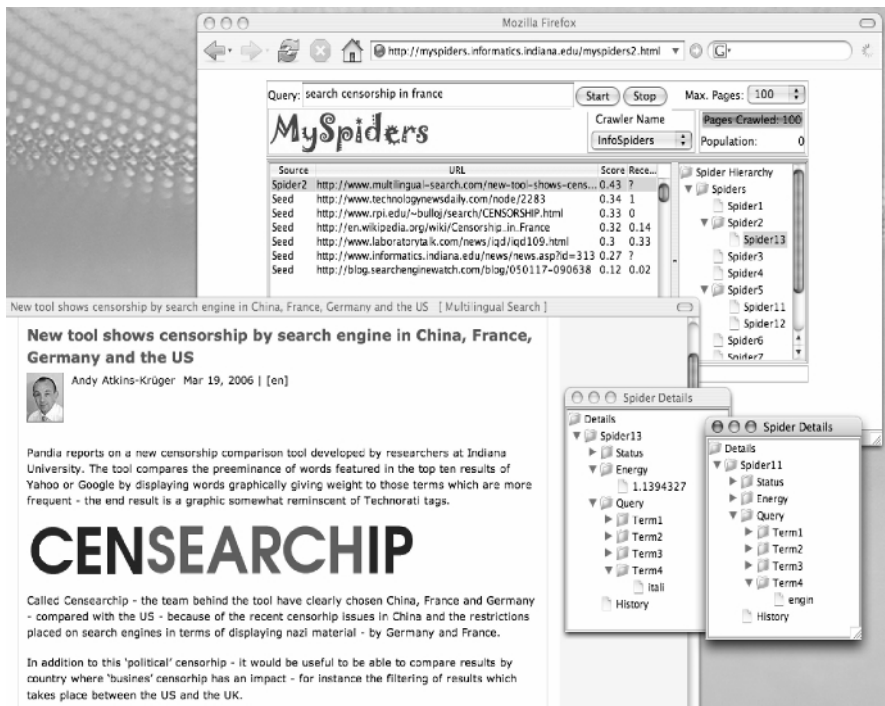 Mozilla Firefox
http://myspiders.informatics.indiana.edu/myspiders2.html
G
Query: search censorship in france Start Stop Max. Pages: 100
MySpiders
Crawler Name
InfoSpiders
Pages Crawled: 100
Population: 0
Source URL Score Rece...
Spider2 http://www.multilingual-search.com/new-tool-shows-cens... 0.43 ?
Seed http://www.technologynewsdaily.com/node/2283 0.34 1
Seed http://www.rpi.edu/~bulloj/search/CENSORSHIP.html 0.33 0
Seed http://en.wikipedia.org/wiki/Censorship_in_France 0.32 0.14
Seed http://www.laboratorytalk.com/news/iqd/iqd109.html 0.3 0.33
Seed http://www.informatics.indiana.edu/news/news.asp?id=313 0.27 ?
Seed http://blog.searchenginewatch.com/blog/050117-090638 0.12 0.02
Spider Hierarchy
Spiders
Spider1
Spider2
Spider13
Spider3
Spider4
Spider5
Spider11
Spider12
Spider6
Spider7
New tool shows censorship by search engine in China, France, Germany and the US [ Multilingual Search ]
New tool shows censorship by search engine in China, France,
Germany and the US
Andy Atkins-Krüger Mar 19, 2006 | [en]
Pandia reports on a new censorship comparison tool developed by researchers at Indiana
University. The tool compares the preeminance of words featured in the top ten results of
Yahoo or Google by displaying words graphically giving weight to those terms which are more
frequent - the end result is a graphic somewhat reminscent of Technorati tags.
CENSEARCHIP
Called Censearchip - the team behind the tool have clearly chosen China, France and Germany
- compared with the US - because of the recent censorhip issues in China and the restrictions
placed on search engines in terms of displaying nazi material - by Germany and France.
In addition to this 'political' censorhip - it would be useful to be able to compare results by
country where 'busines' censorhip has an impact - for instance the filtering of results which
takes place between the US and the UK.
Spider Details
Details
Spider13
Status
Energy
1.1394327
Query
Term1
Term2
Term3
Term4
itali
History
Spider Details
Details
Spider11
Status
Energy
Query
Term1
Term2
Term3
Term4
engin
History